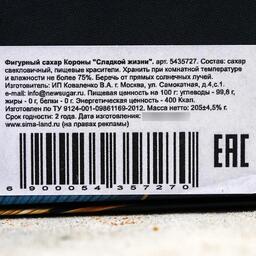 Фигурный сахар Короны "Сладкой жизни". арт. 5435727. Состав: сахар
свекловичный, пищевые красители. Хранить при комнатной температуре
и влажности не более 75%. Беречь от прямых солнечных лучей.
Изготовитель: ИП Коваленко В.А. г. Москва, ул. Самокатная, д.4,с.1.
e-mail: info@newsugar.ru. Пищевая ценность на 100 г: углеводы - 99,8 г,
жиры - 0 г, белки - 0 г. Энергетическая ценность - 400 Ккал.
Изготовлено по ТУ 9124-001-09861169-2012. Масса нетто: 205±4,5% г.
Срок годности: 2 года. Дата изготовления:
www.sima-land.ru (на правах рекламы)
EAC
6 900054 357270